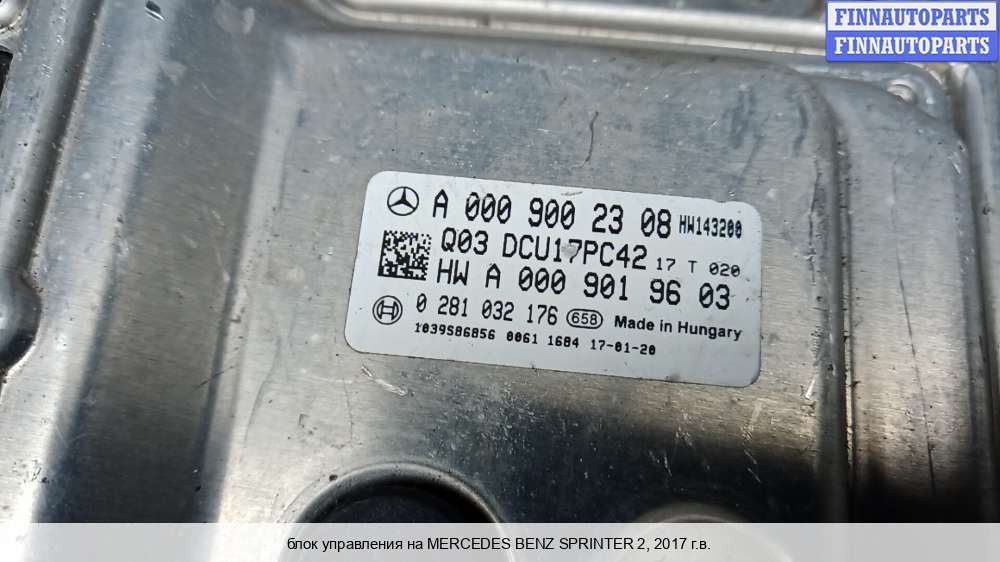 FINNAUTOPARTS
FINNAUTOPARTS
A 000 900 23 08 HW143200
Q03 DCU17PC42 17 T 020
HW A 000 901 96 03
0 281 032 176 658 Made in Hungary
1039S86856 0061 1684 17-01-20
блок управления на MERCEDES BENZ SPRINTER 2, 2017 г.в.